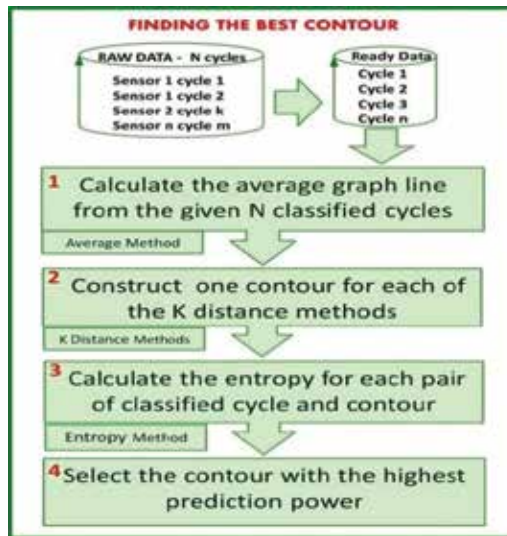 FINDING THE BEST CONTOUR
RAW DATA - N cycles
Sensor 1 cycle 1
Sensor 1 cycle 2
Sensor 2 cycle k
Sensor n cycle m
Ready Data
Cycle 1
Cycle 2
Cycle 3
Cycle n
1 Calculate the average graph line
from the given N classified cycles
Average Method
2 Construct one contour for each of
the K distance methods
K Distance Methods
3 Calculate the entropy for each pair
of classified cycle and contour
Entropy Method
4 Select the contour with the highest
prediction power